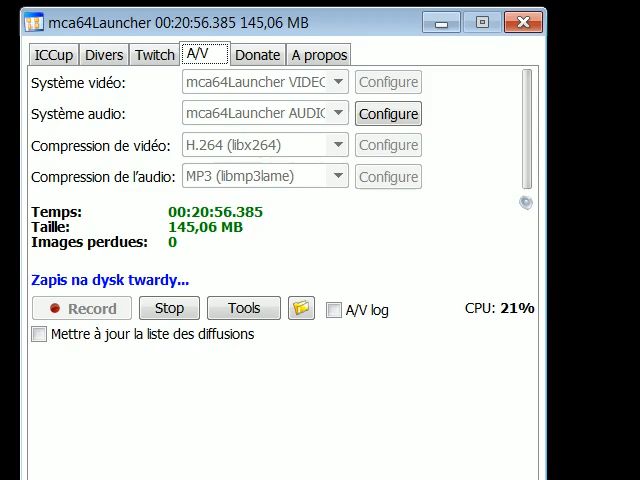 mca64Launcher 00:20:56.385 145,06 MB
ICCup Divers Twitch A/V Donate A propos
Système vidéo: mca64Launcher VIDEC Configure
Système audio: mca64Launcher AUDIC Configure
Compression de vidéo: H.264 (libx264) Configure
Compression de l'audio: MP3 (libmp3lame) Configure
Temps: 00:20:56.385
Taille: 145,06 MB
Images perdues: 0
Zapis na dysk twardy...
Record Stop Tools A/V log CPU: 21%
Mettre à jour la liste des diffusions